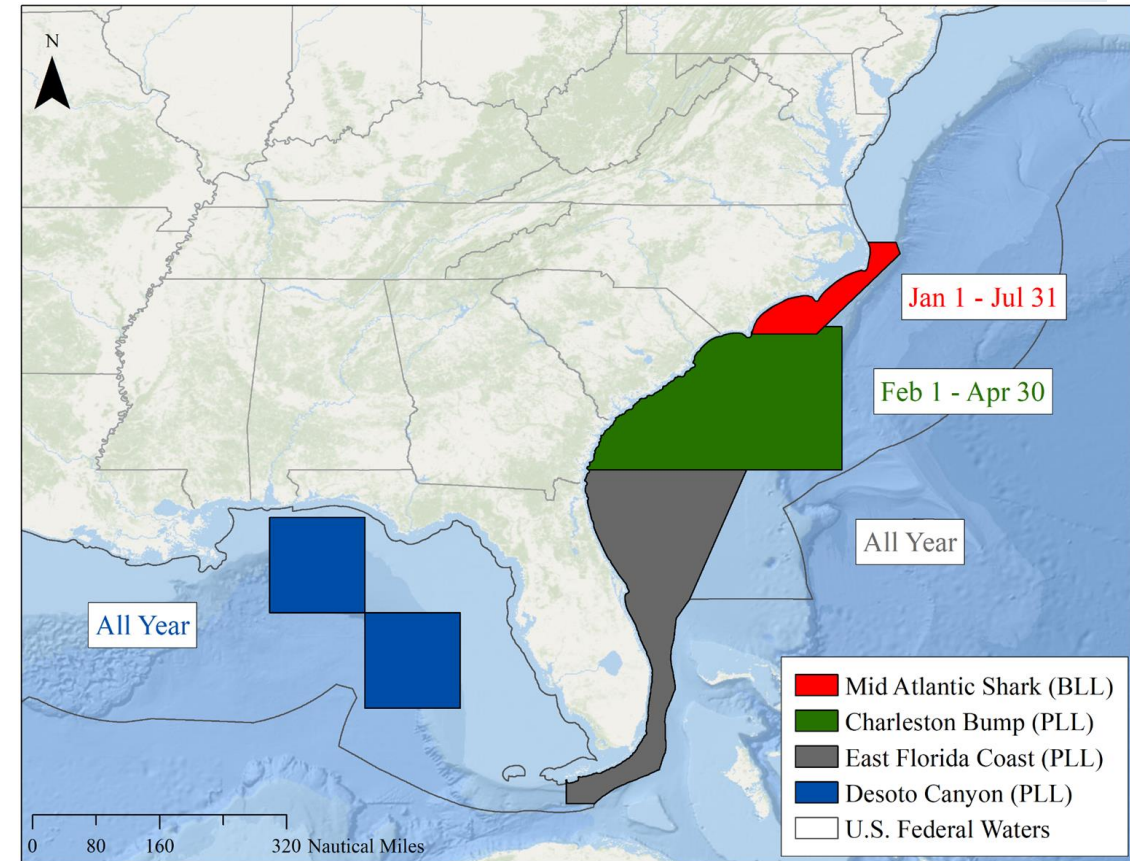 N
Jan 1 - Jul 31
Feb 1 - Apr 30
All Year
All Year
Mid Atlantic Shark (BLL)
Charleston Bump (PLL)
East Florida Coast (PLL)
Desoto Canyon (PLL)
U.S. Federal Waters
0 80 160 320 Nautical Miles